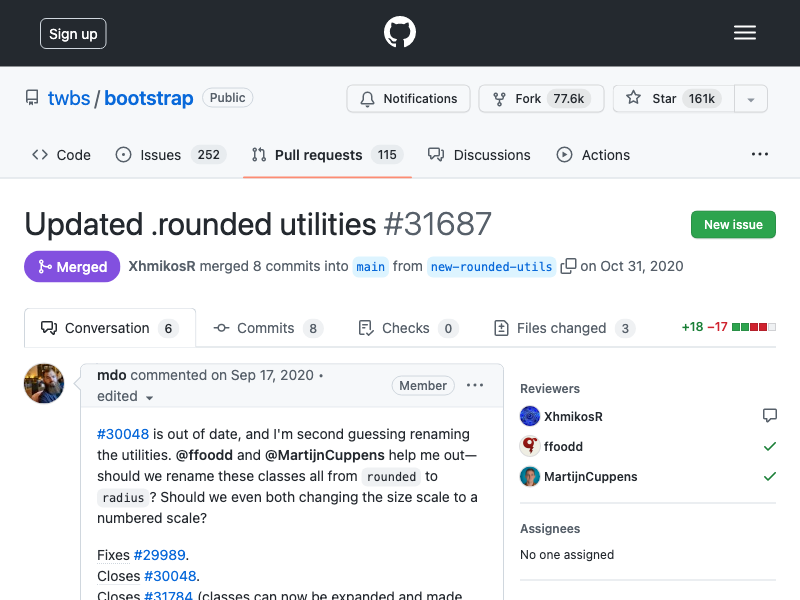 Sign up
twbs / bootstrap Public
Notifications Fork 77.6k Star 161k
Code Issues 252 Pull requests 115 Discussions Actions
Updated .rounded utilities #31687
New issue
Merged XhmikosR merged 8 commits into main from new-rounded-utils on Oct 31, 2020
Conversation 6 Commits 8 Checks 0 Files changed 3 +18 −17
mdo commented on Sep 17, 2020 •
edited
Member
#30048 is out of date, and I'm second guessing renaming
the utilities. @ffoodd and @MartijnCuppens help me out—
should we rename these classes all from rounded to
radius? Should we even both changing the size scale to a
numbered scale?
Fixes #29989.
Closes #30048.
Closes #31784 (classes can now be expanded and made
Reviewers
XhmikosR
ffoodd
MartijnCuppens
Assignees
No one assigned